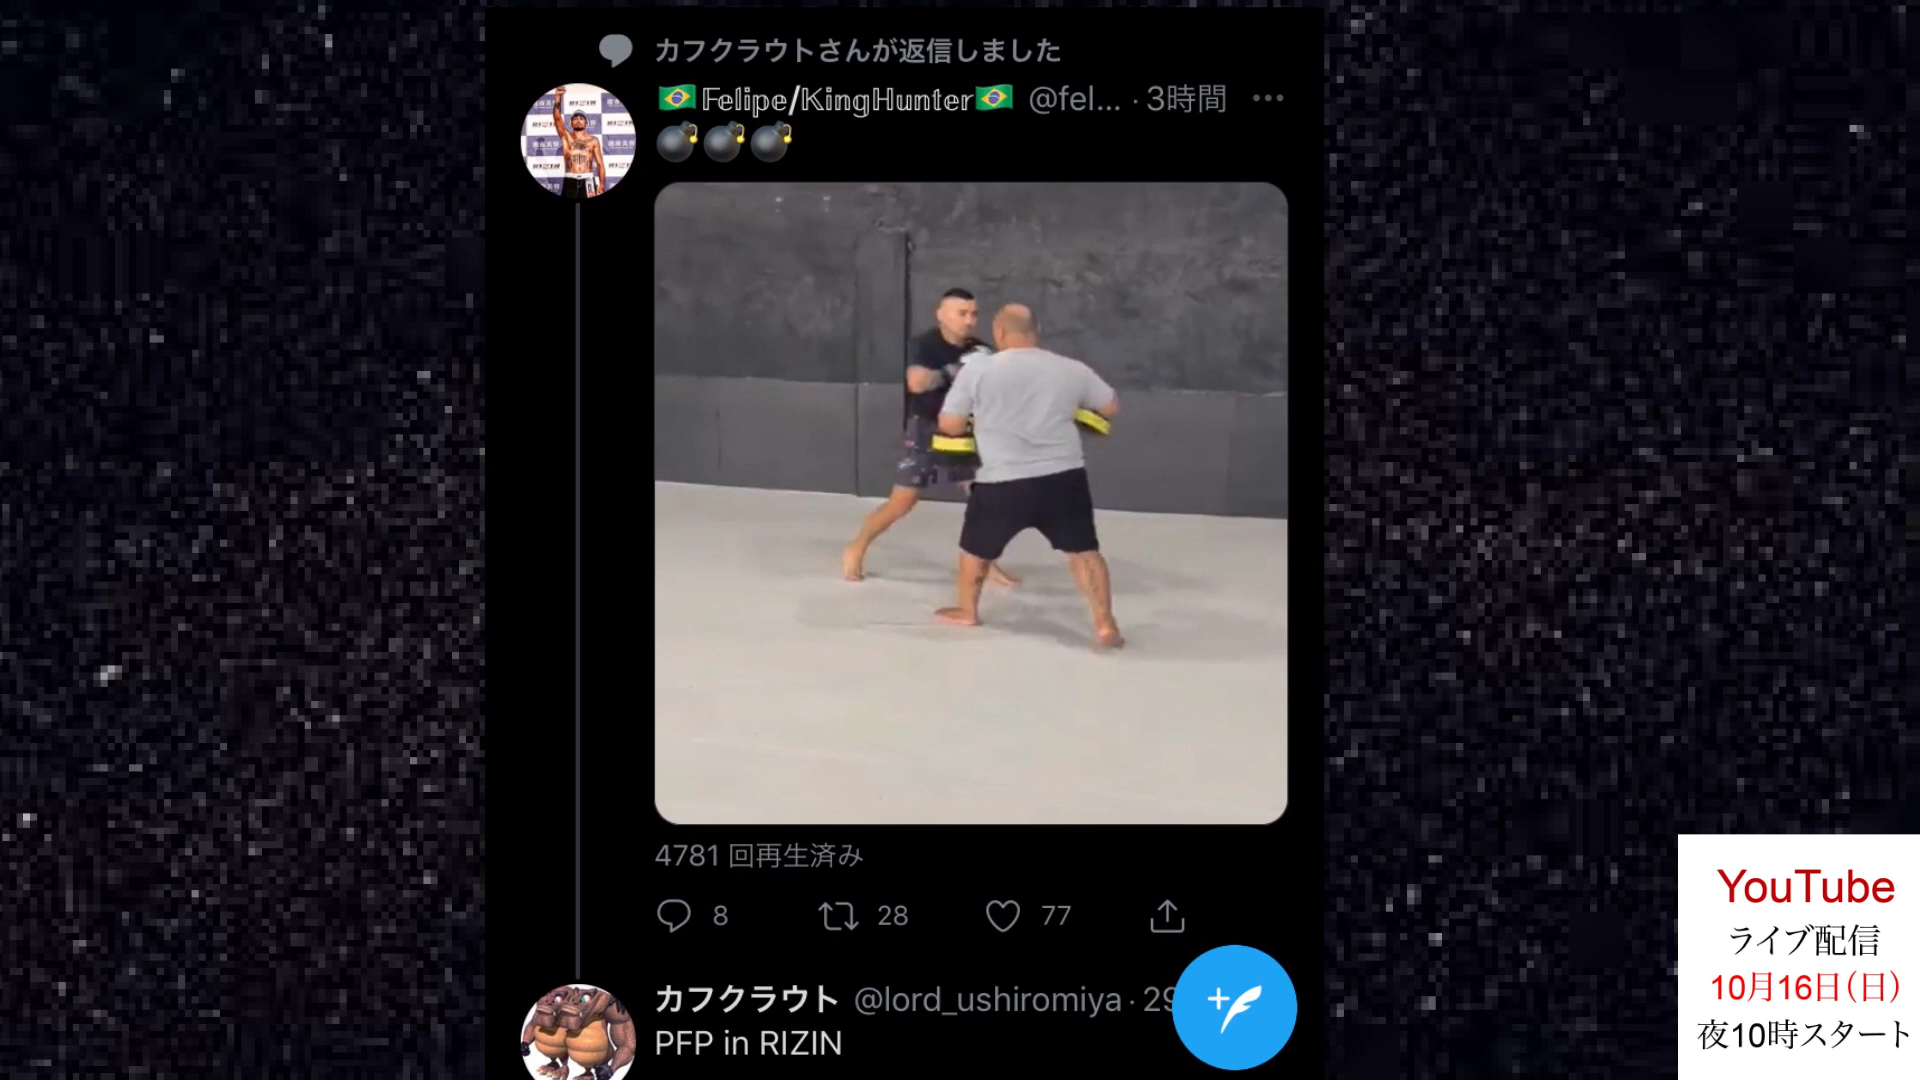 カフクラウトさんが返信しました
🇧🇷𝔽𝕖𝕝𝕚𝕡𝕖/𝕂𝕚𝕟𝕘ℍ𝕦𝕟𝕥𝕖𝕣🇧🇷 @fel... · 3時間
💣💣💣
4781 回再生済み
8 28 77
カフクラウト @lord_ushiromiya · 29
PFP in RIZIN
YouTube
ライブ配信
10月16日(日)
夜10時スタート